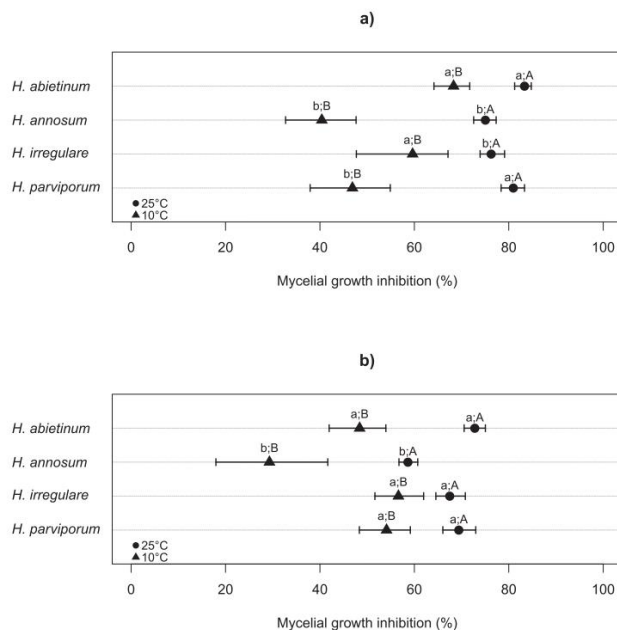 a)
a;B a;A
H. abietinum
b;B b;A
H. annosum
a;B b;A
H. irregulare
b;B a;A
H. parviporum
25°C
10°C
0 20 40 60 80 100
Mycelial growth inhibition (%)
b)
a;B a;A
H. abietinum
b;B b;A
H. annosum
a;B a;A
H. irregulare
a;B a;A
H. parviporum
25°C
10°C
0 20 40 60 80 100
Mycelial growth inhibition (%)